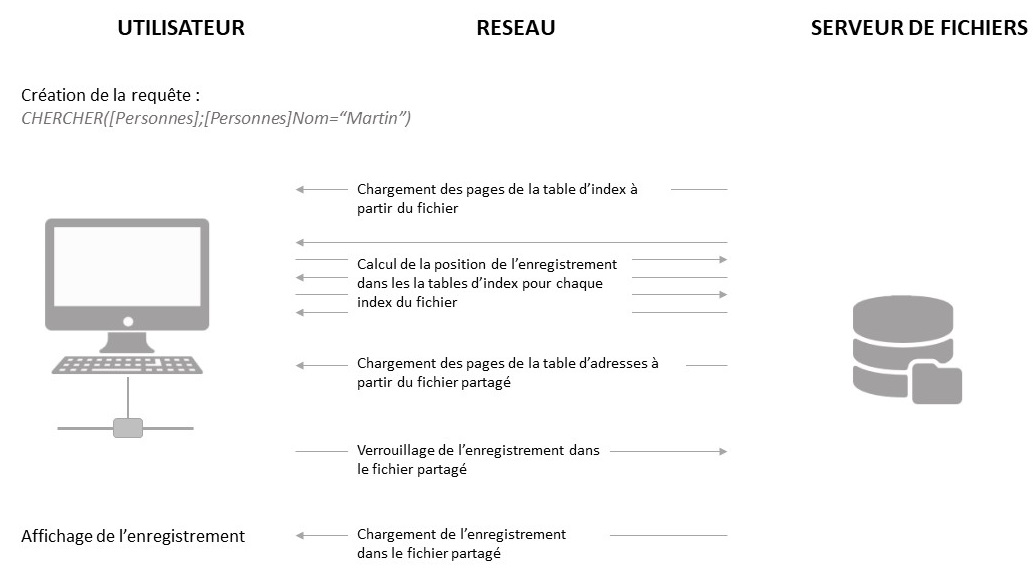 UTILISATEUR RESEAU SERVEUR DE FICHIERS
Création de la requête :
CHERCHER([Personnes];[Personnes]Nom=“Martin”)
Chargement des pages de la table d’index à
partir du fichier
Calcul de la position de l’enregistrement
dans les la tables d’index pour chaque
index du fichier
Chargement des pages de la table d’adresses à
partir du fichier partagé
Verrouillage de l’enregistrement dans
le fichier partagé
Affichage de l’enregistrement
Chargement de l’enregistrement
dans le fichier partagé